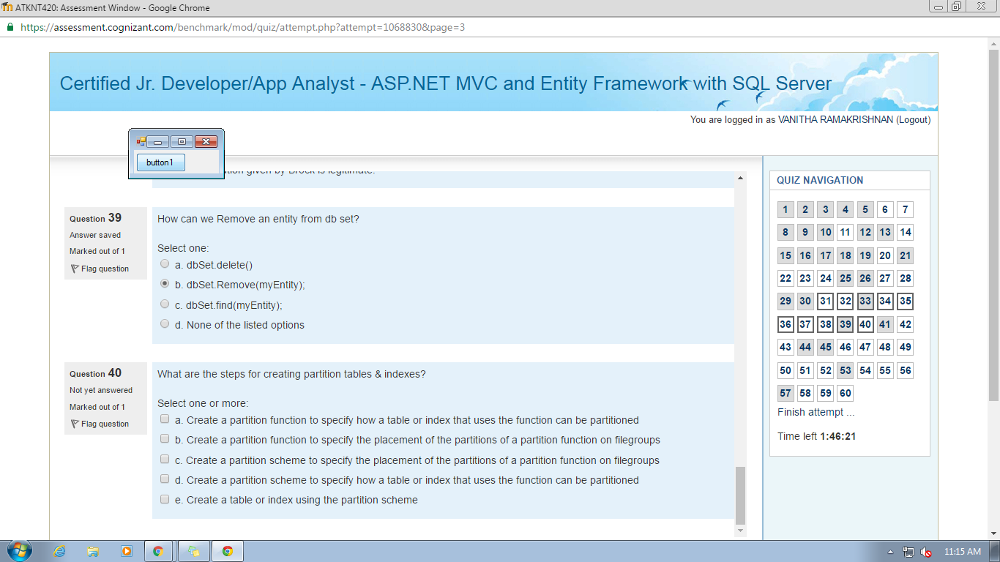 ATKNT420: Assessment Window - Google Chrome
https://assessment.cognizant.com/benchmark/mod/quiz/attempt.php?attempt=1068830&page=3
Certified Jr. Developer/App Analyst - ASP.NET MVC and Entity Framework with SQL Server
You are logged in as VANITHA RAMAKRISHNAN (Logout)
button1
given by Brock is legitimate.
Question 39
Answer saved
Marked out of 1
Flag question
How can we Remove an entity from db set?
Select one:
a. dbSet.delete()
b. dbSet.Remove(myEntity);
c. dbSet.find(myEntity);
d. None of the listed options
Question 40
Not yet answered
Marked out of 1
Flag question
What are the steps for creating partition tables & indexes?
Select one or more:
a. Create a partition function to specify how a table or index that uses the function can be partitioned
b. Create a partition function to specify the placement of the partitions of a partition function on filegroups
c. Create a partition scheme to specify the placement of the partitions of a partition function on filegroups
d. Create a partition scheme to specify how a table or index that uses the function can be partitioned
e. Create a table or index using the partition scheme
QUIZ NAVIGATION
1 2 3 4 5 6 7
8 9 10 11 12 13 14
15 16 17 18 19 20 21
22 23 24 25 26 27 28
29 30 31 32 33 34 35
36 37 38 39 40 41 42
43 44 45 46 47 48 49
50 51 52 53 54 55 56
57 58 59 60
Finish attempt ...
Time left 1:46:21
11:15 AM